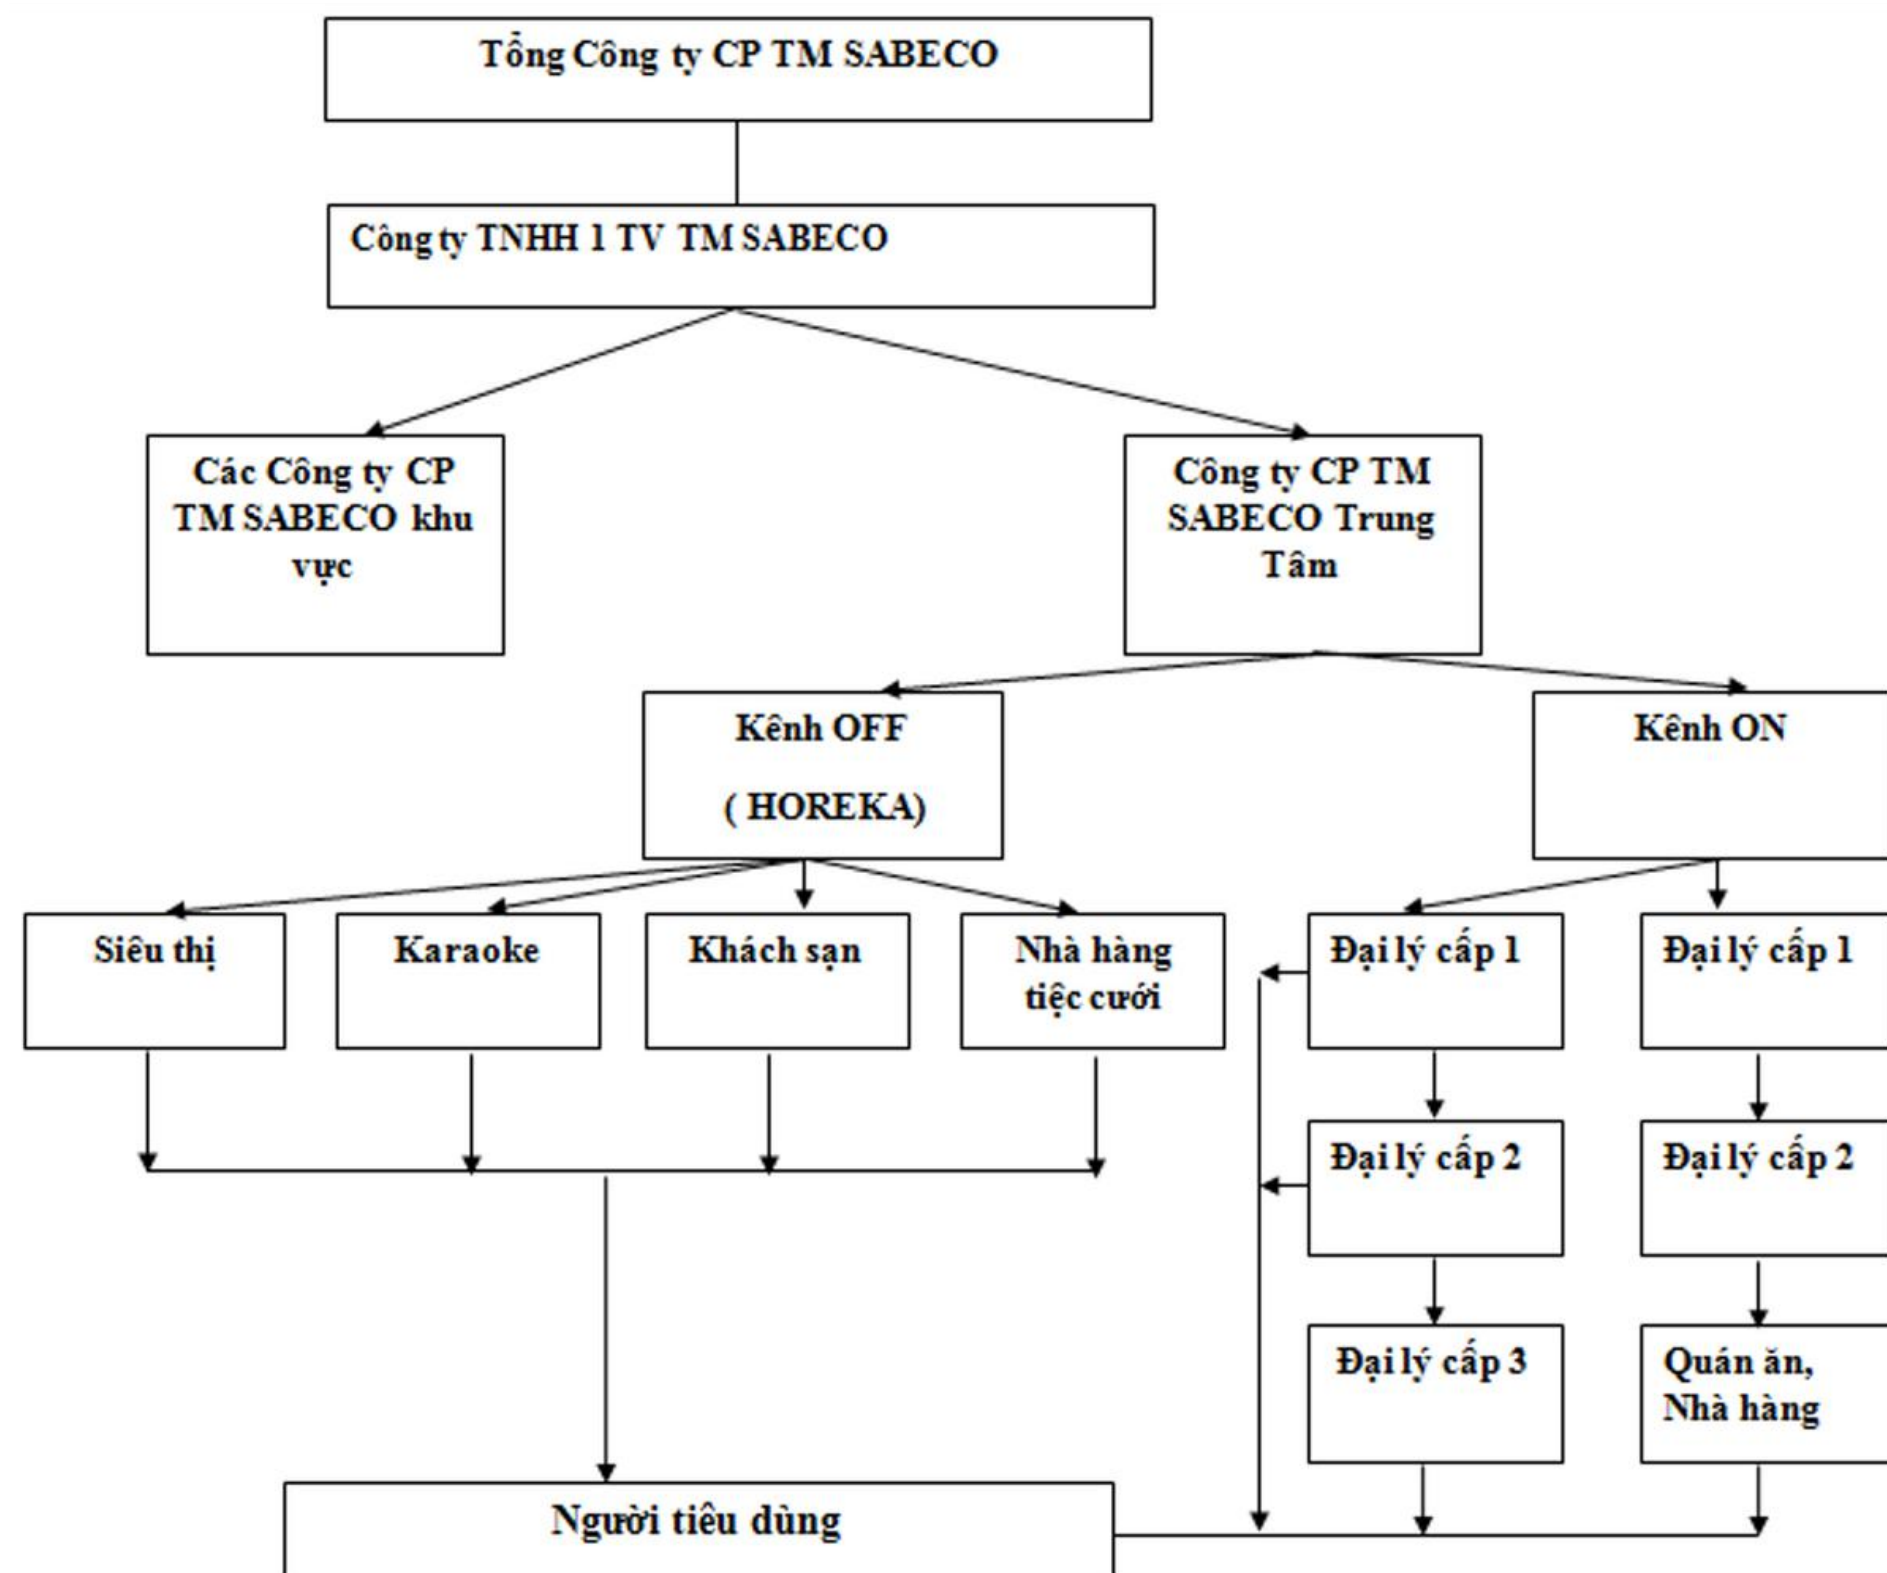 Tổng Công ty CP TM SABECO
Công ty TNHH 1 TV TM SABECO
Các Công ty CP
TM SABECO khu
vực
Công ty CP TM
SABECO Trung
Tâm
Kênh OFF
( HOREKA)
Kênh ON
Siêu thị
Karaoke
Khách sạn
Nhà hàng
tiệc cưới
Đại lý cấp 1
Đại lý cấp 1
Đại lý cấp 2
Đại lý cấp 2
Đại lý cấp 3
Quán ăn,
Nhà hàng
Người tiêu dùng